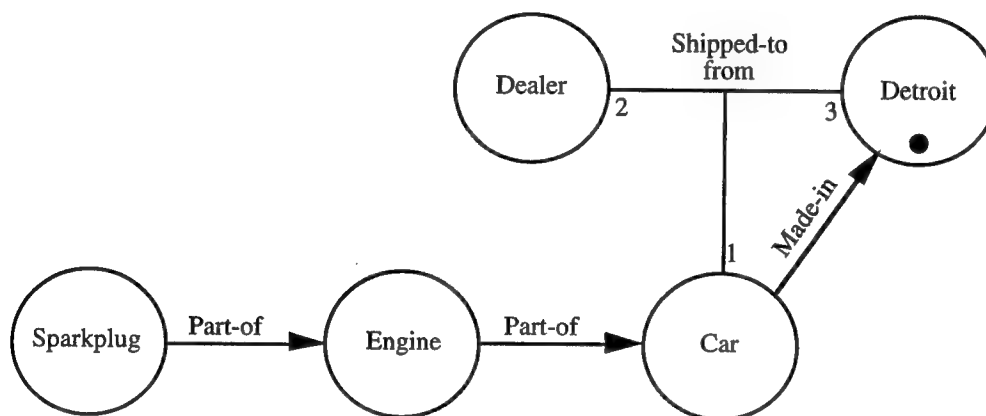 Shipped-to
from
Dealer
Detroit
2
3
Made-in
1
Sparkplug
Part-of
Engine
Part-of
Car